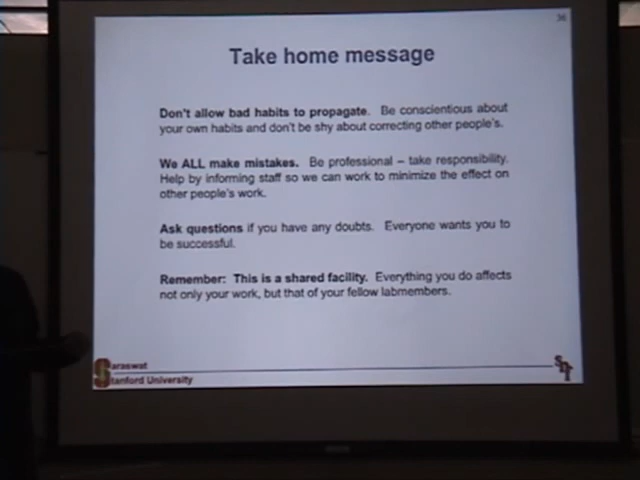 36
Take home message
Don't allow bad habits to propagate. Be conscientious about
your own habits and don't be shy about correcting other people's.
We ALL make mistakes. Be professional – take responsibility.
Help by informing staff so we can work to minimize the effect on
other people's work.
Ask questions if you have any doubts. Everyone wants you to
be successful.
Remember: This is a shared facility. Everything you do affects
not only your work, but that of your fellow labmembers.
Saraswat
Stanford University